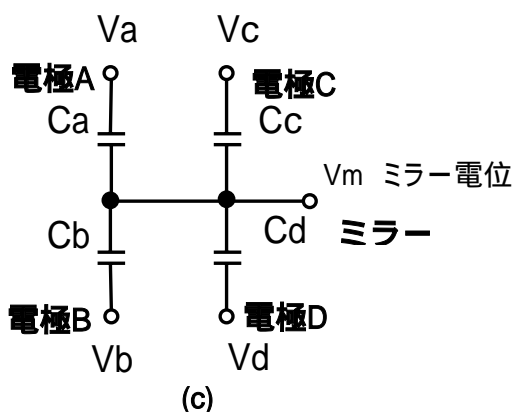 Va Vc
電極A 電極C
Ca Cc
Vm ミラー電位
Cb Cd ミラー
電極B 電極D
Vb Vd
(c)